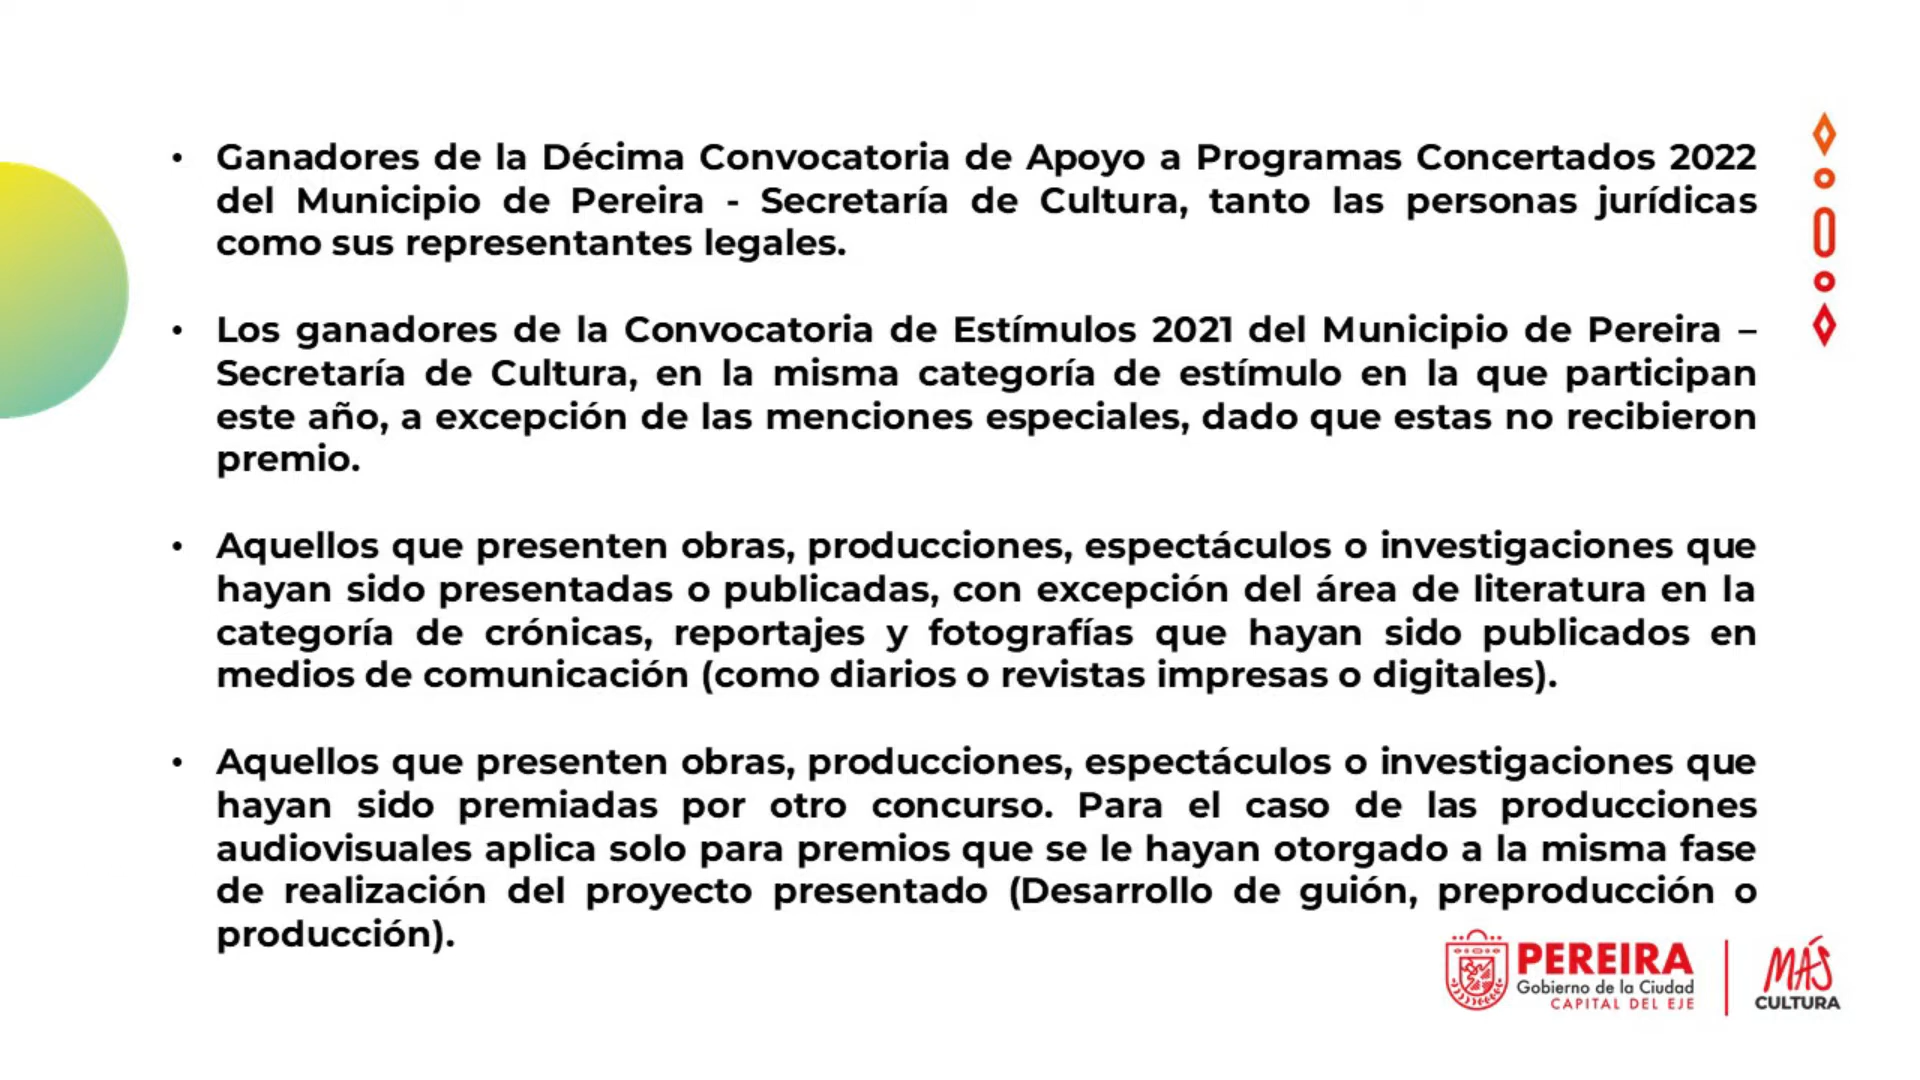 • Ganadores de la Décima Convocatoria de Apoyo a Programas Concertados 2022
del Municipio de Pereira - Secretaría de Cultura, tanto las personas jurídicas
como sus representantes legales.
• Los ganadores de la Convocatoria de Estímulos 2021 del Municipio de Pereira –
Secretaría de Cultura, en la misma categoría de estímulo en la que participan
este año, a excepción de las menciones especiales, dado que estas no recibieron
premio.
• Aquellos que presenten obras, producciones, espectáculos o investigaciones que
hayan sido presentadas o publicadas, con excepción del área de literatura en la
categoría de crónicas, reportajes y fotografías que hayan sido publicados en
medios de comunicación (como diarios o revistas impresas o digitales).
• Aquellos que presenten obras, producciones, espectáculos o investigaciones que
hayan sido premiadas por otro concurso. Para el caso de las producciones
audiovisuales aplica solo para premios que se le hayan otorgado a la misma fase
de realización del proyecto presentado (Desarrollo de guión, preproducción o
producción).
PEREIRA
Gobierno de la Ciudad
CAPITAL DEL EJE
MÁS
CULTURA